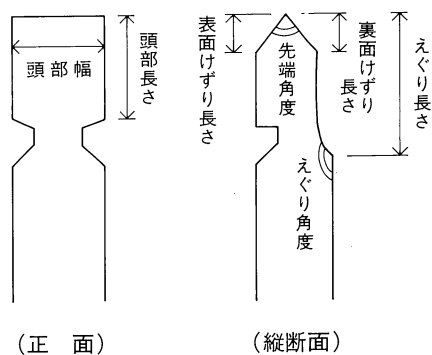 頭部幅
頭部長さ
表面けずり長さ
先端角度
裏面けずり
長さ
えぐり長さ
えぐり角度
(正 面)
(縦断面)